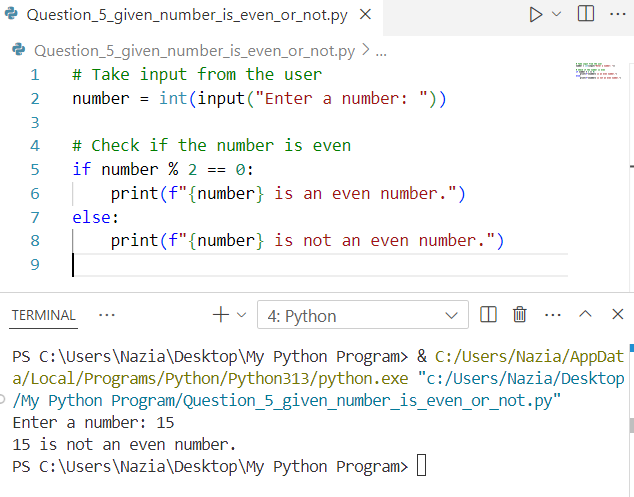 Question_5_given_number_is_even_or_not.py
Question_5_given_number_is_even_or_not.py > ...
1 # Take input from the user
2 number = int(input("Enter a number: "))
3
4 # Check if the number is even
5 if number % 2 == 0:
6     print(f"{number} is an even number.")
7 else:
8     print(f"{number} is not an even number.")
9
TERMINAL
4: Python
PS C:\Users\Nazia\Desktop\My Python Program> & C:/Users/Nazia/AppDat
a/Local/Programs/Python/Python313/python.exe "c:/Users/Nazia/Desktop
/My Python Program/Question_5_given_number_is_even_or_not.py"
Enter a number: 15
15 is not an even number.
PS C:\Users\Nazia\Desktop\My Python Program>